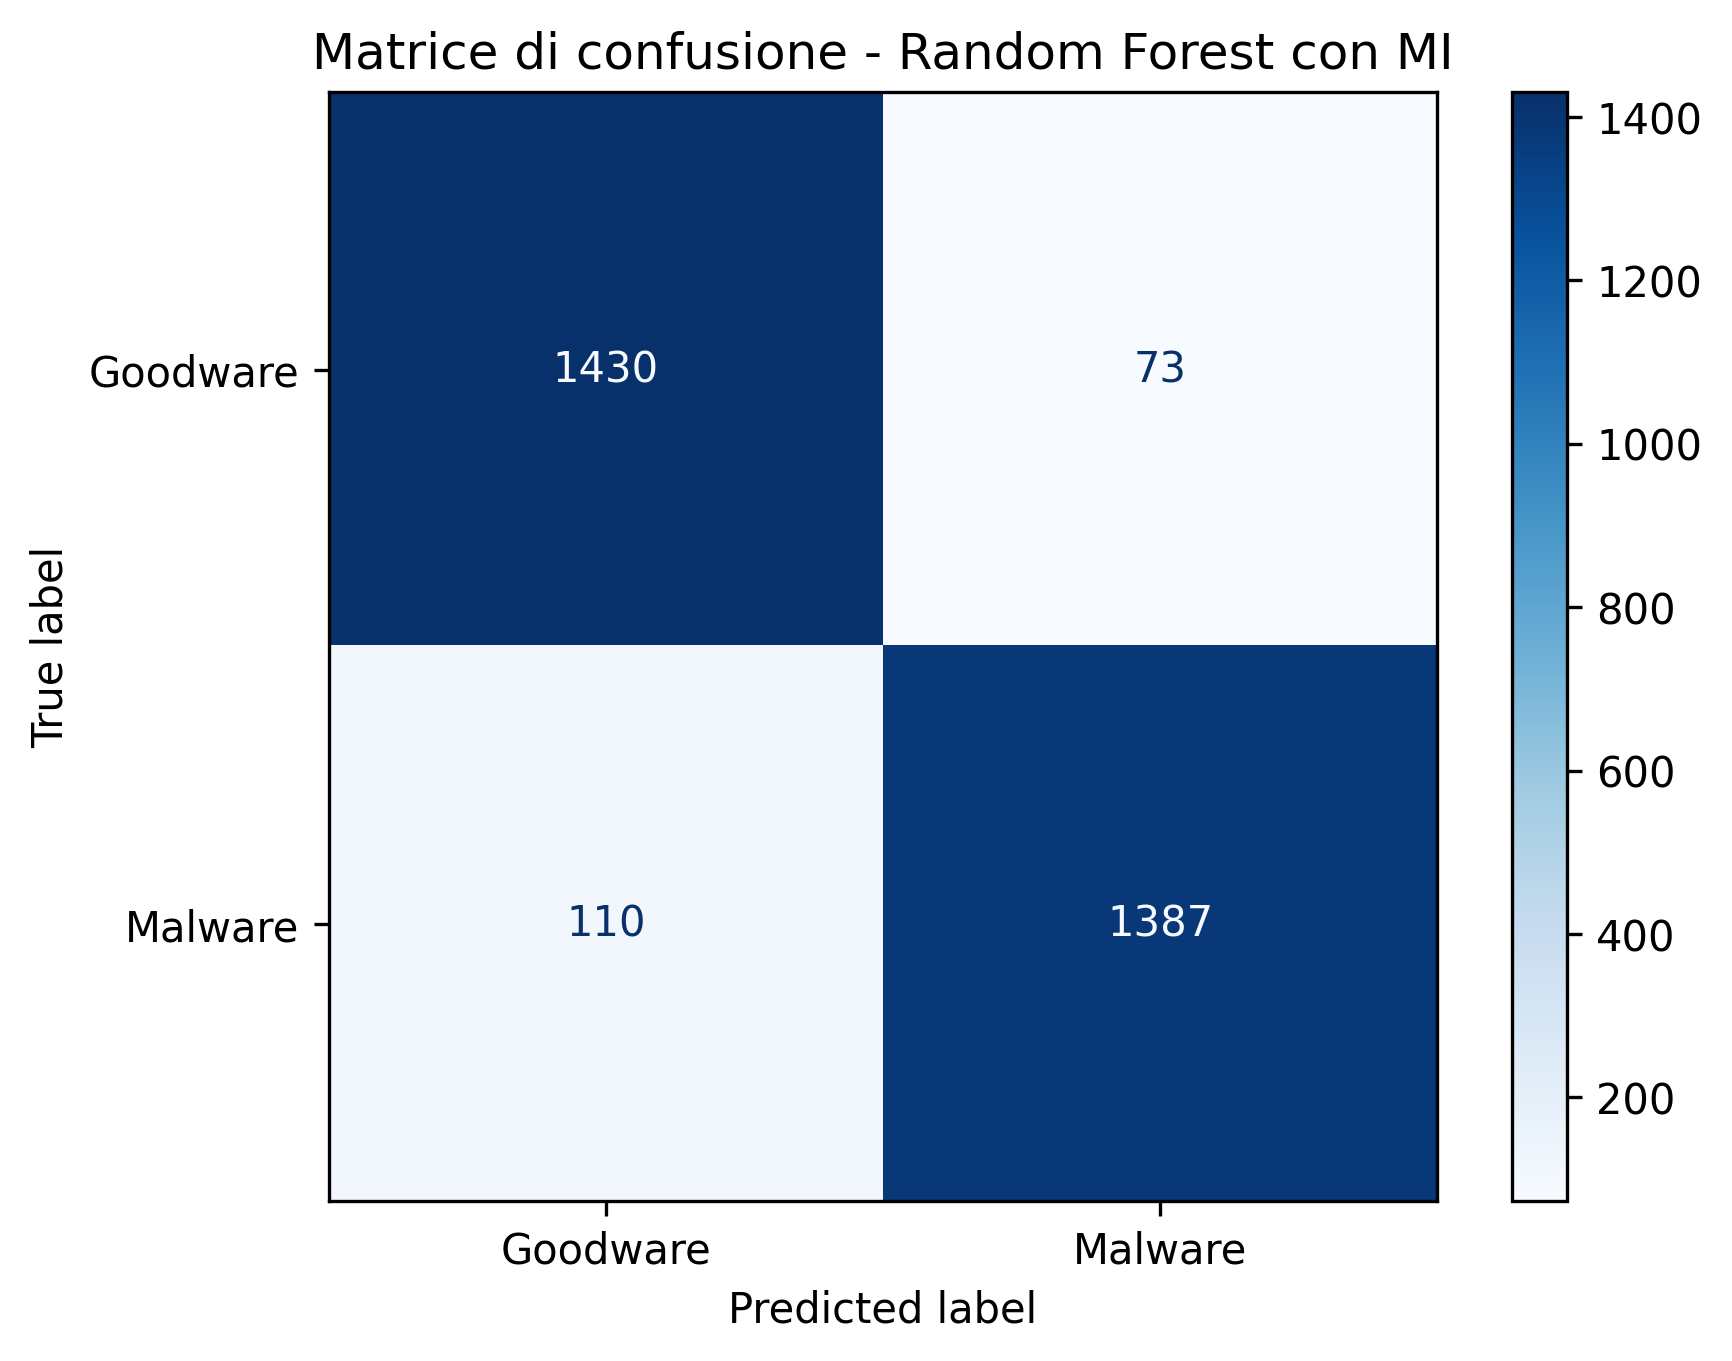 Matrice di confusione - Random Forest con MI
True label
Goodware
1430
73
Malware
110
1387
Goodware
Malware
Predicted label
1400
1200
1000
800
600
400
200